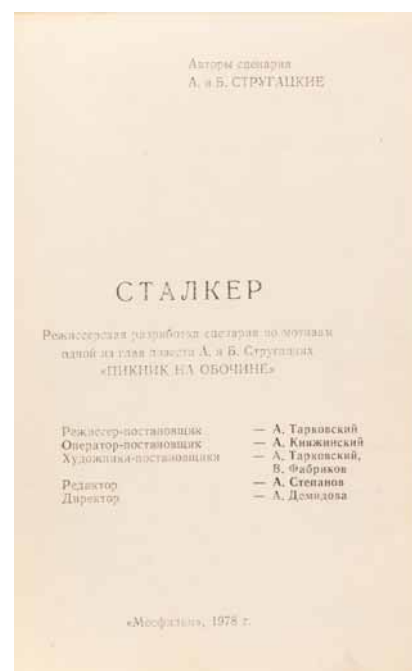 Авторы сценария
А. и Б. СТРУГАЦКИЕ
СТАЛКЕР
Режиссерская разработка сценария по мотивам
одной из глав повести А. и Б. Стругацких
«ПИКНИК НА ОБОЧИНЕ»
Режиссер-постановщик — А. Тарковский
Оператор-постановщик — А. Княжинский
Художники-постановщики — А. Тарковский,
В. Фабриков
Редактор — А. Степанов
Директор — А. Демидова
«Мосфильм», 1978 г.